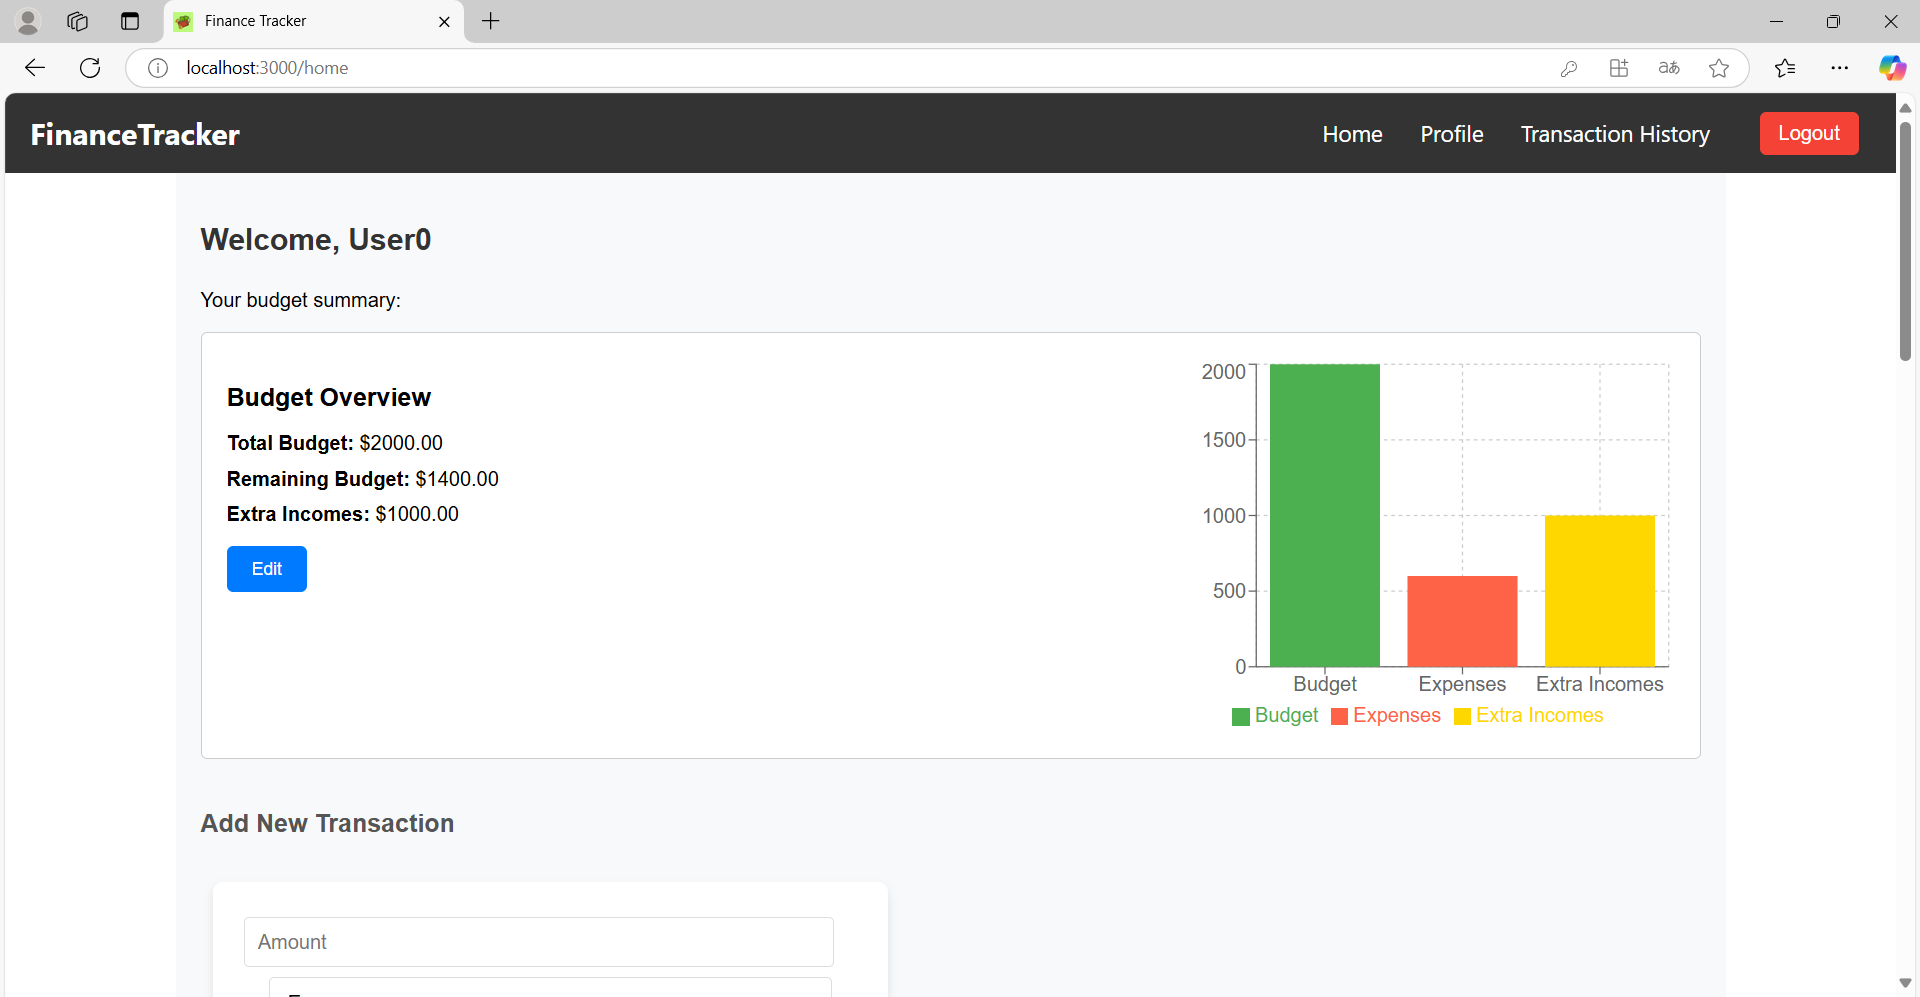 Finance Tracker
localhost:3000/home
FinanceTracker
Home Profile Transaction History Logout
Welcome, User0
Your budget summary:
Budget Overview
Total Budget: $2000.00
Remaining Budget: $1400.00
Extra Incomes: $1000.00
Edit
2000
1500
1000
500
0
Budget Expenses Extra Incomes
Budget Expenses Extra Incomes
Add New Transaction
Amount